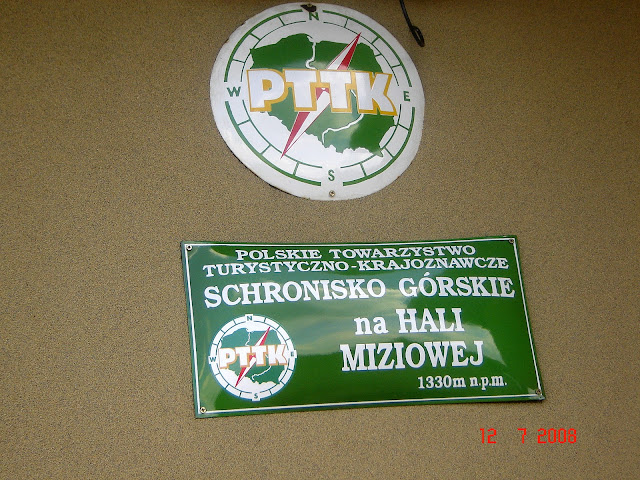 N
W
PTTK
E
S
POLSKIE TOWARZYSTWO
TURYSTYCZNO-KRAJOZNAWCZE
SCHRONISKO GÓRSKIE
na HALI
MIZIOWEJ
1330m n.p.m.
N
W PTTK E
S
12 7 2008